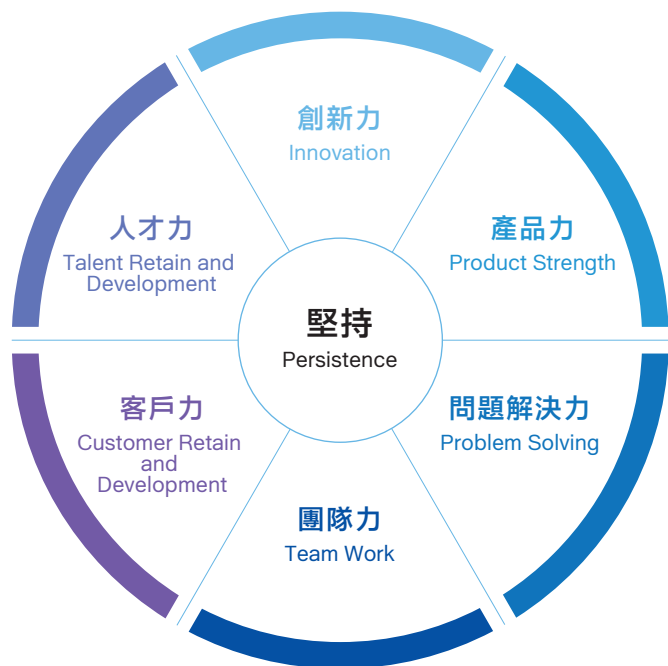 創新力
Innovation
產品力
Product Strength
人才力
Talent Retain and
Development
堅持
Persistence
客戶力
Customer Retain
and
Development
問題解決力
Problem Solving
團隊力
Team Work